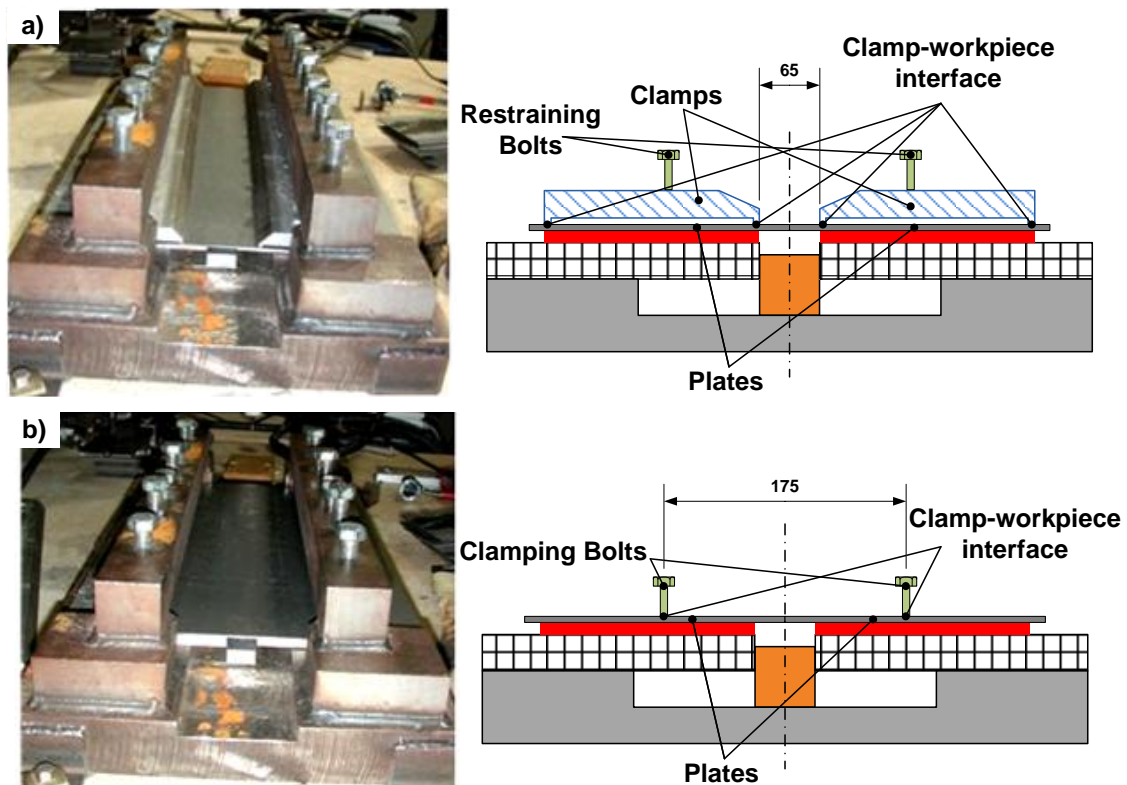 a)
65
Clamp-workpiece
interface
Clamps
Restraining
Bolts
Plates
b)
175
Clamp-workpiece
interface
Clamping Bolts
Plates